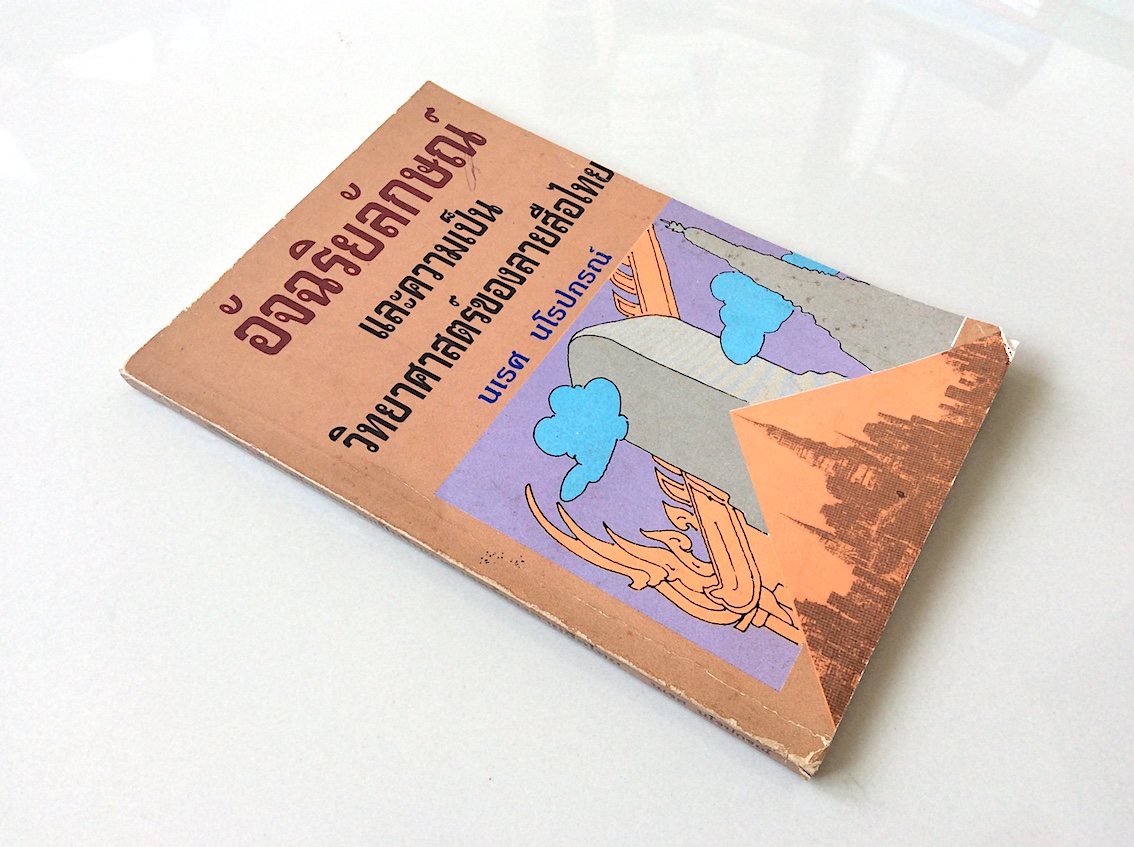 อัจฉริยลักษณ์
และความเป็น
วิทยาศาสตร์ของลายสือไทย
นเรศ นโรปกรณ์